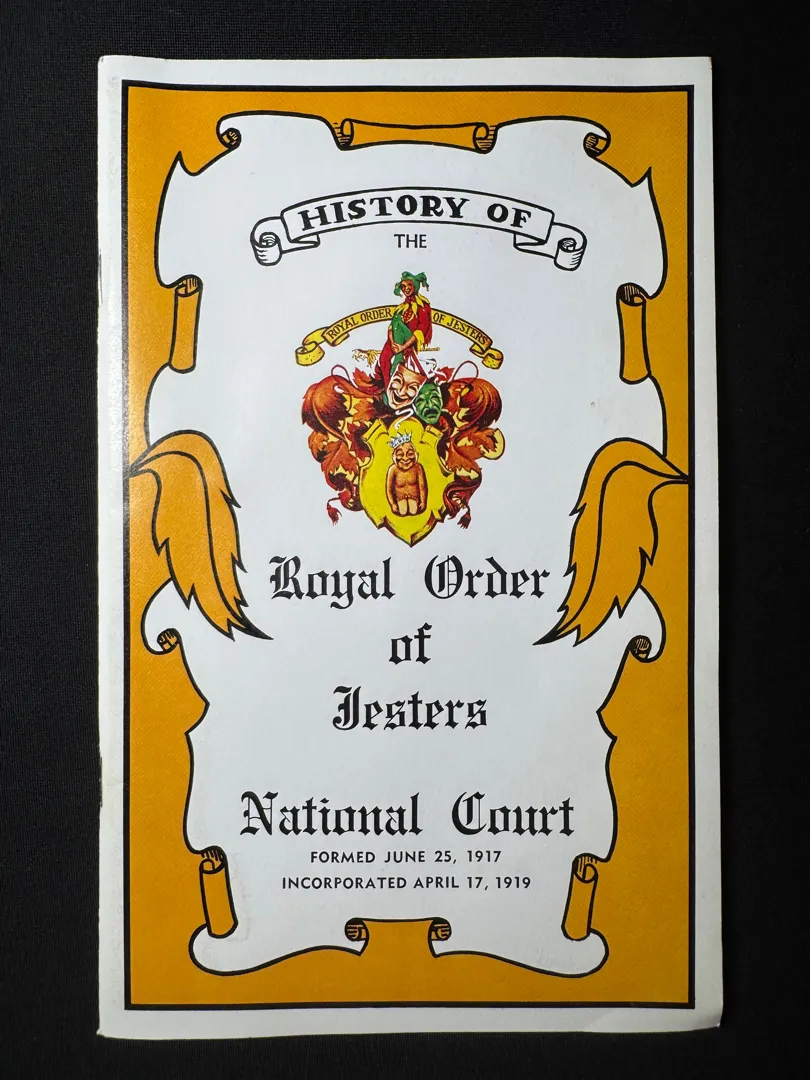 HISTORY OF
THE
ROYAL ORDER OF JESTERS
Royal Order
of
Jesters
National Court
FORMED JUNE 25, 1917
INCORPORATED APRIL 17, 1919